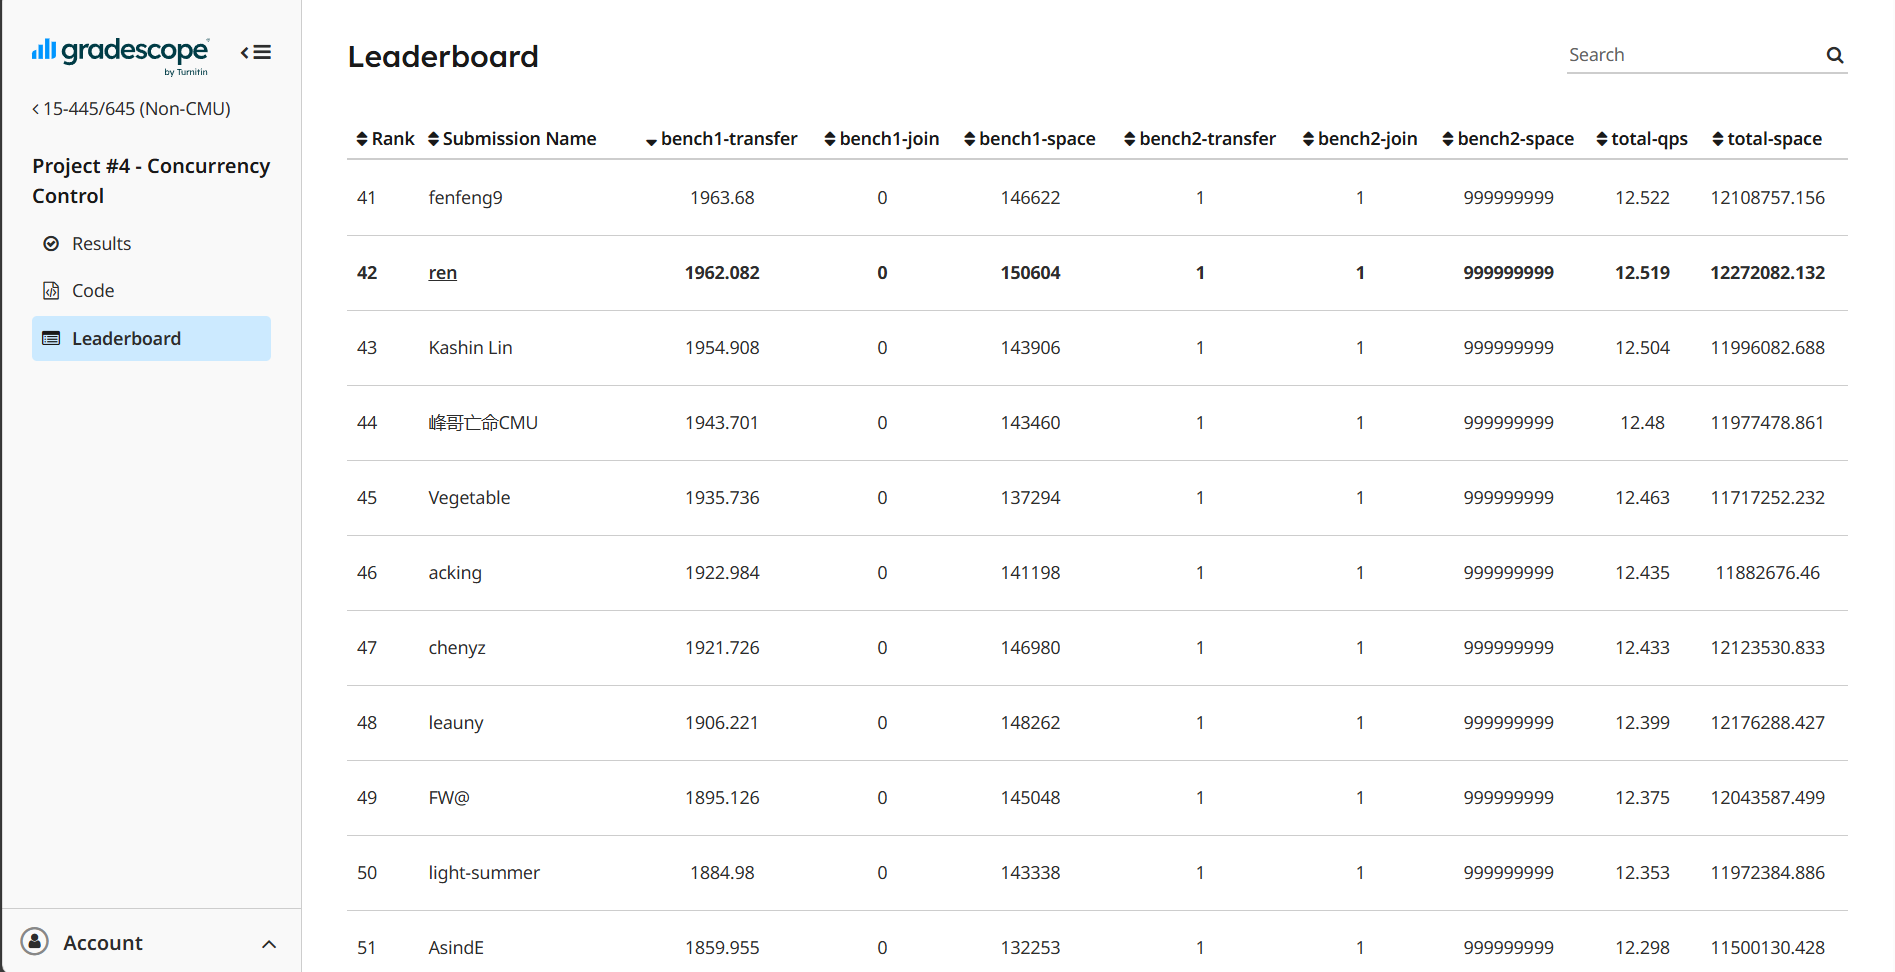 gradescope
by Turnitin
15-445/645 (Non-CMU)
Project #4 - Concurrency
Control
Results
Code
Leaderboard
Account
Leaderboard
Search
Rank Submission Name bench1-transfer bench1-join bench1-space bench2-transfer bench2-join bench2-space total-qps total-space
41 fenfeng9 1963.68 0 146622 1 1 999999999 12.522 12108757.156
42 ren 1962.082 0 150604 1 1 999999999 12.519 12272082.132
43 Kashin Lin 1954.908 0 143906 1 1 999999999 12.504 11996082.688
44 峰哥亡命CMU 1943.701 0 143460 1 1 999999999 12.48 11977478.861
45 Vegetable 1935.736 0 137294 1 1 999999999 12.463 11717252.232
46 acking 1922.984 0 141198 1 1 999999999 12.435 11882676.46
47 chenyz 1921.726 0 146980 1 1 999999999 12.433 12123530.833
48 leauny 1906.221 0 148262 1 1 999999999 12.399 12176288.427
49 FW@ 1895.126 0 145048 1 1 999999999 12.375 12043587.499
50 light-summer 1884.98 0 143338 1 1 999999999 12.353 11972384.886
51 AsindE 1859.955 0 132253 1 1 999999999 12.298 11500130.428